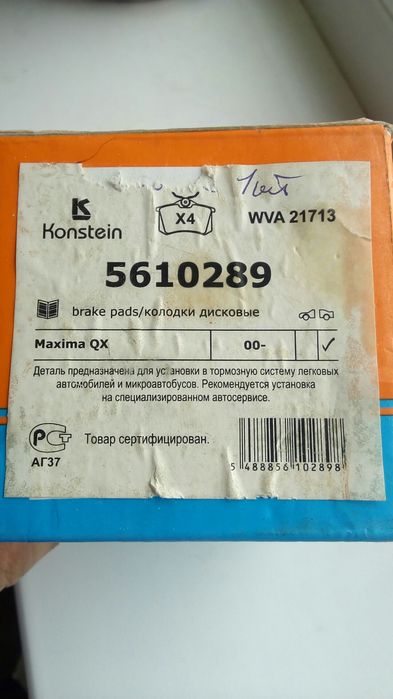 1 шт
X4
WVA 21713
Konstein
5610289
brake pads/колодки дисковые
Maxima QX 00- ✓
Деталь предназначена для установки в тормозную систему легковых
автомобилей и микроавтобусов. Рекомендуется установка
на специализированном автосервисе.
РСТ Товар сертифицирован.
АГ37
5 488856 102898